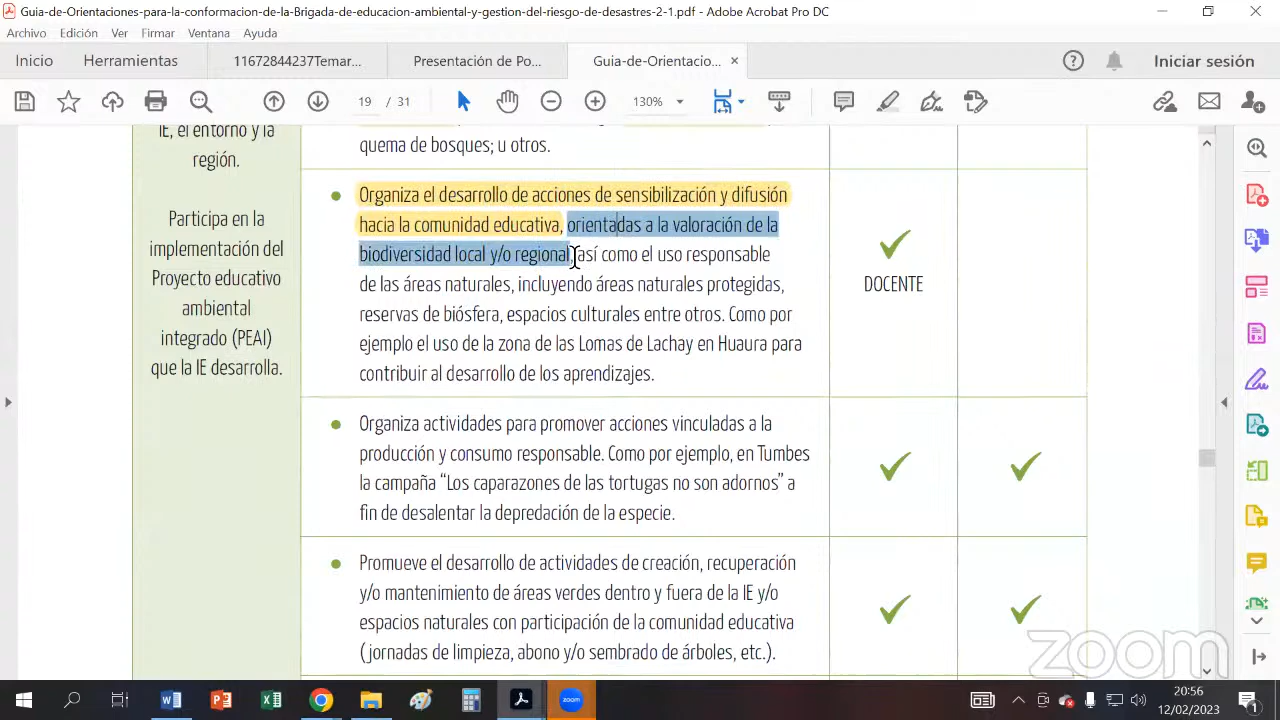 Guia-de-Orientaciones-para-la-conformacion-de-la-Brigada-de-educacion-ambiental-y-gestion-del-riesgo-de-desastres-2-1.pdf - Adobe Acrobat Pro DC
Archivo Edición Ver Firmar Ventana Ayuda
Inicio Herramientas 11672844237Temar... Presentación de Po... Guia-de-Orientacio... × Iniciar sesión
19 / 31 130%
IE, el entorno y la
región.
Participa en la
implementación del
Proyecto educativo
ambiental
integrado (PEAI)
que la IE desarrolla.
quema de bosques; u otros.
Organiza el desarrollo de acciones de sensibilización y difusión
hacia la comunidad educativa, orientadas a la valoración de la
biodiversidad local y/o regional, así como el uso responsable
de las áreas naturales, incluyendo áreas naturales protegidas,
reservas de biósfera, espacios culturales entre otros. Como por
ejemplo el uso de la zona de las Lomas de Lachay en Huaura para
contribuir al desarrollo de los aprendizajes.
DOCENTE
Organiza actividades para promover acciones vinculadas a la
producción y consumo responsable. Como por ejemplo, en Tumbes
la campaña “Los caparazones de las tortugas no son adornos” a
fin de desalentar la depredación de la especie.
Promueve el desarrollo de actividades de creación, recuperación
y/o mantenimiento de áreas verdes dentro y fuera de la IE y/o
espacios naturales con participación de la comunidad educativa
(jornadas de limpieza, abono y/o sembrado de árboles, etc.).
zoom
zoom
20:56
12/02/2023
1